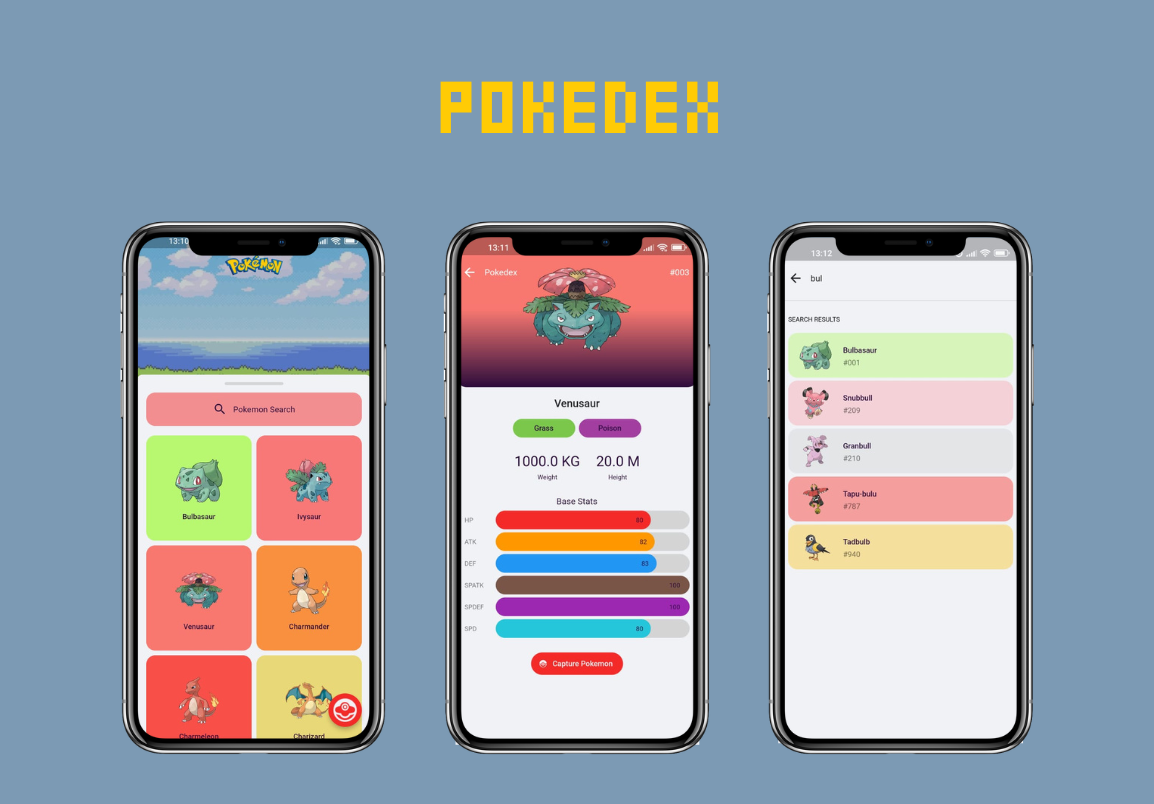 POKEDEX
13:10
POKéMON
Pokemon Search
Bulbasaur
Ivysaur
Venusaur
Charmander
Charmeleon
Charizard
13:11
Pokedex
#003
Venusaur
Grass
Poison
1000.0 KG
20.0 M
Weight
Height
Base Stats
HP
80
ATK
82
DEF
83
SPATK
100
SPDEF
100
SPD
80
Capture Pokemon
13:12
bul
SEARCH RESULTS
Bulbasaur
#001
Snubbull
#209
Granbull
#210
Tapu-bulu
#787
Tadbulb
#940